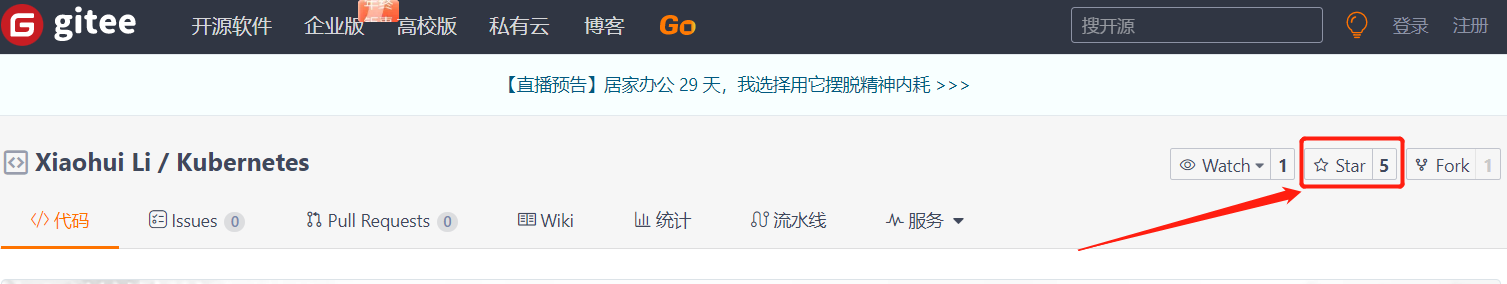 gitee 开源软件 企业版 高校版 私有云 博客 Go 搜开源 登录 注册
【直播预告】居家办公 29 天，我选择用它摆脱精神内耗 >>>
Xiaohui Li / Kubernetes Watch 1 Star 5 Fork 1
代码 Issues 0 Pull Requests 0 Wiki 统计 流水线 服务